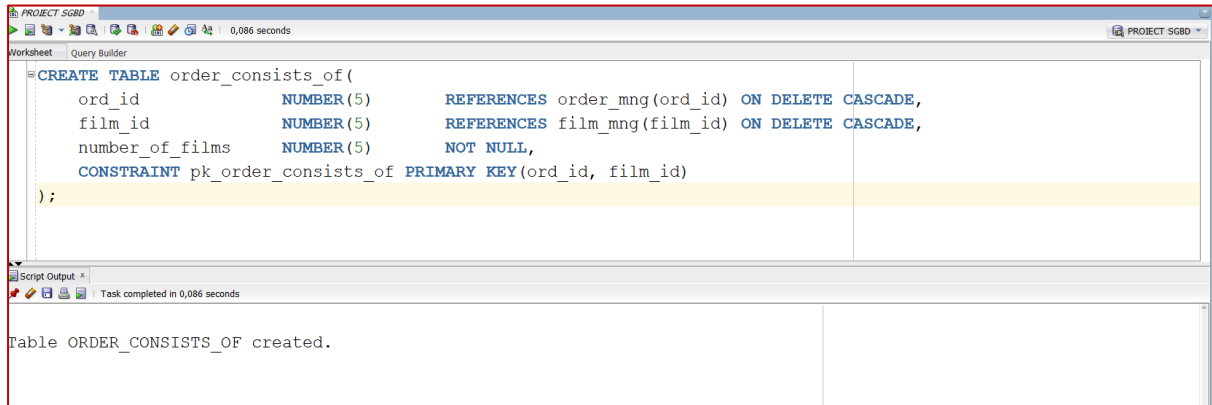 PROJECT SGBD
0,086 seconds
PROJECT SGBD
Worksheet Query Builder
CREATE TABLE order_consists_of(
ord_id NUMBER(5) REFERENCES order_mng(ord_id) ON DELETE CASCADE,
film_id NUMBER(5) REFERENCES film_mng(film_id) ON DELETE CASCADE,
number_of_films NUMBER(5) NOT NULL,
CONSTRAINT pk_order_consists_of PRIMARY KEY(ord_id, film_id)
);
Script Output
Task completed in 0,086 seconds
Table ORDER_CONSISTS_OF created.